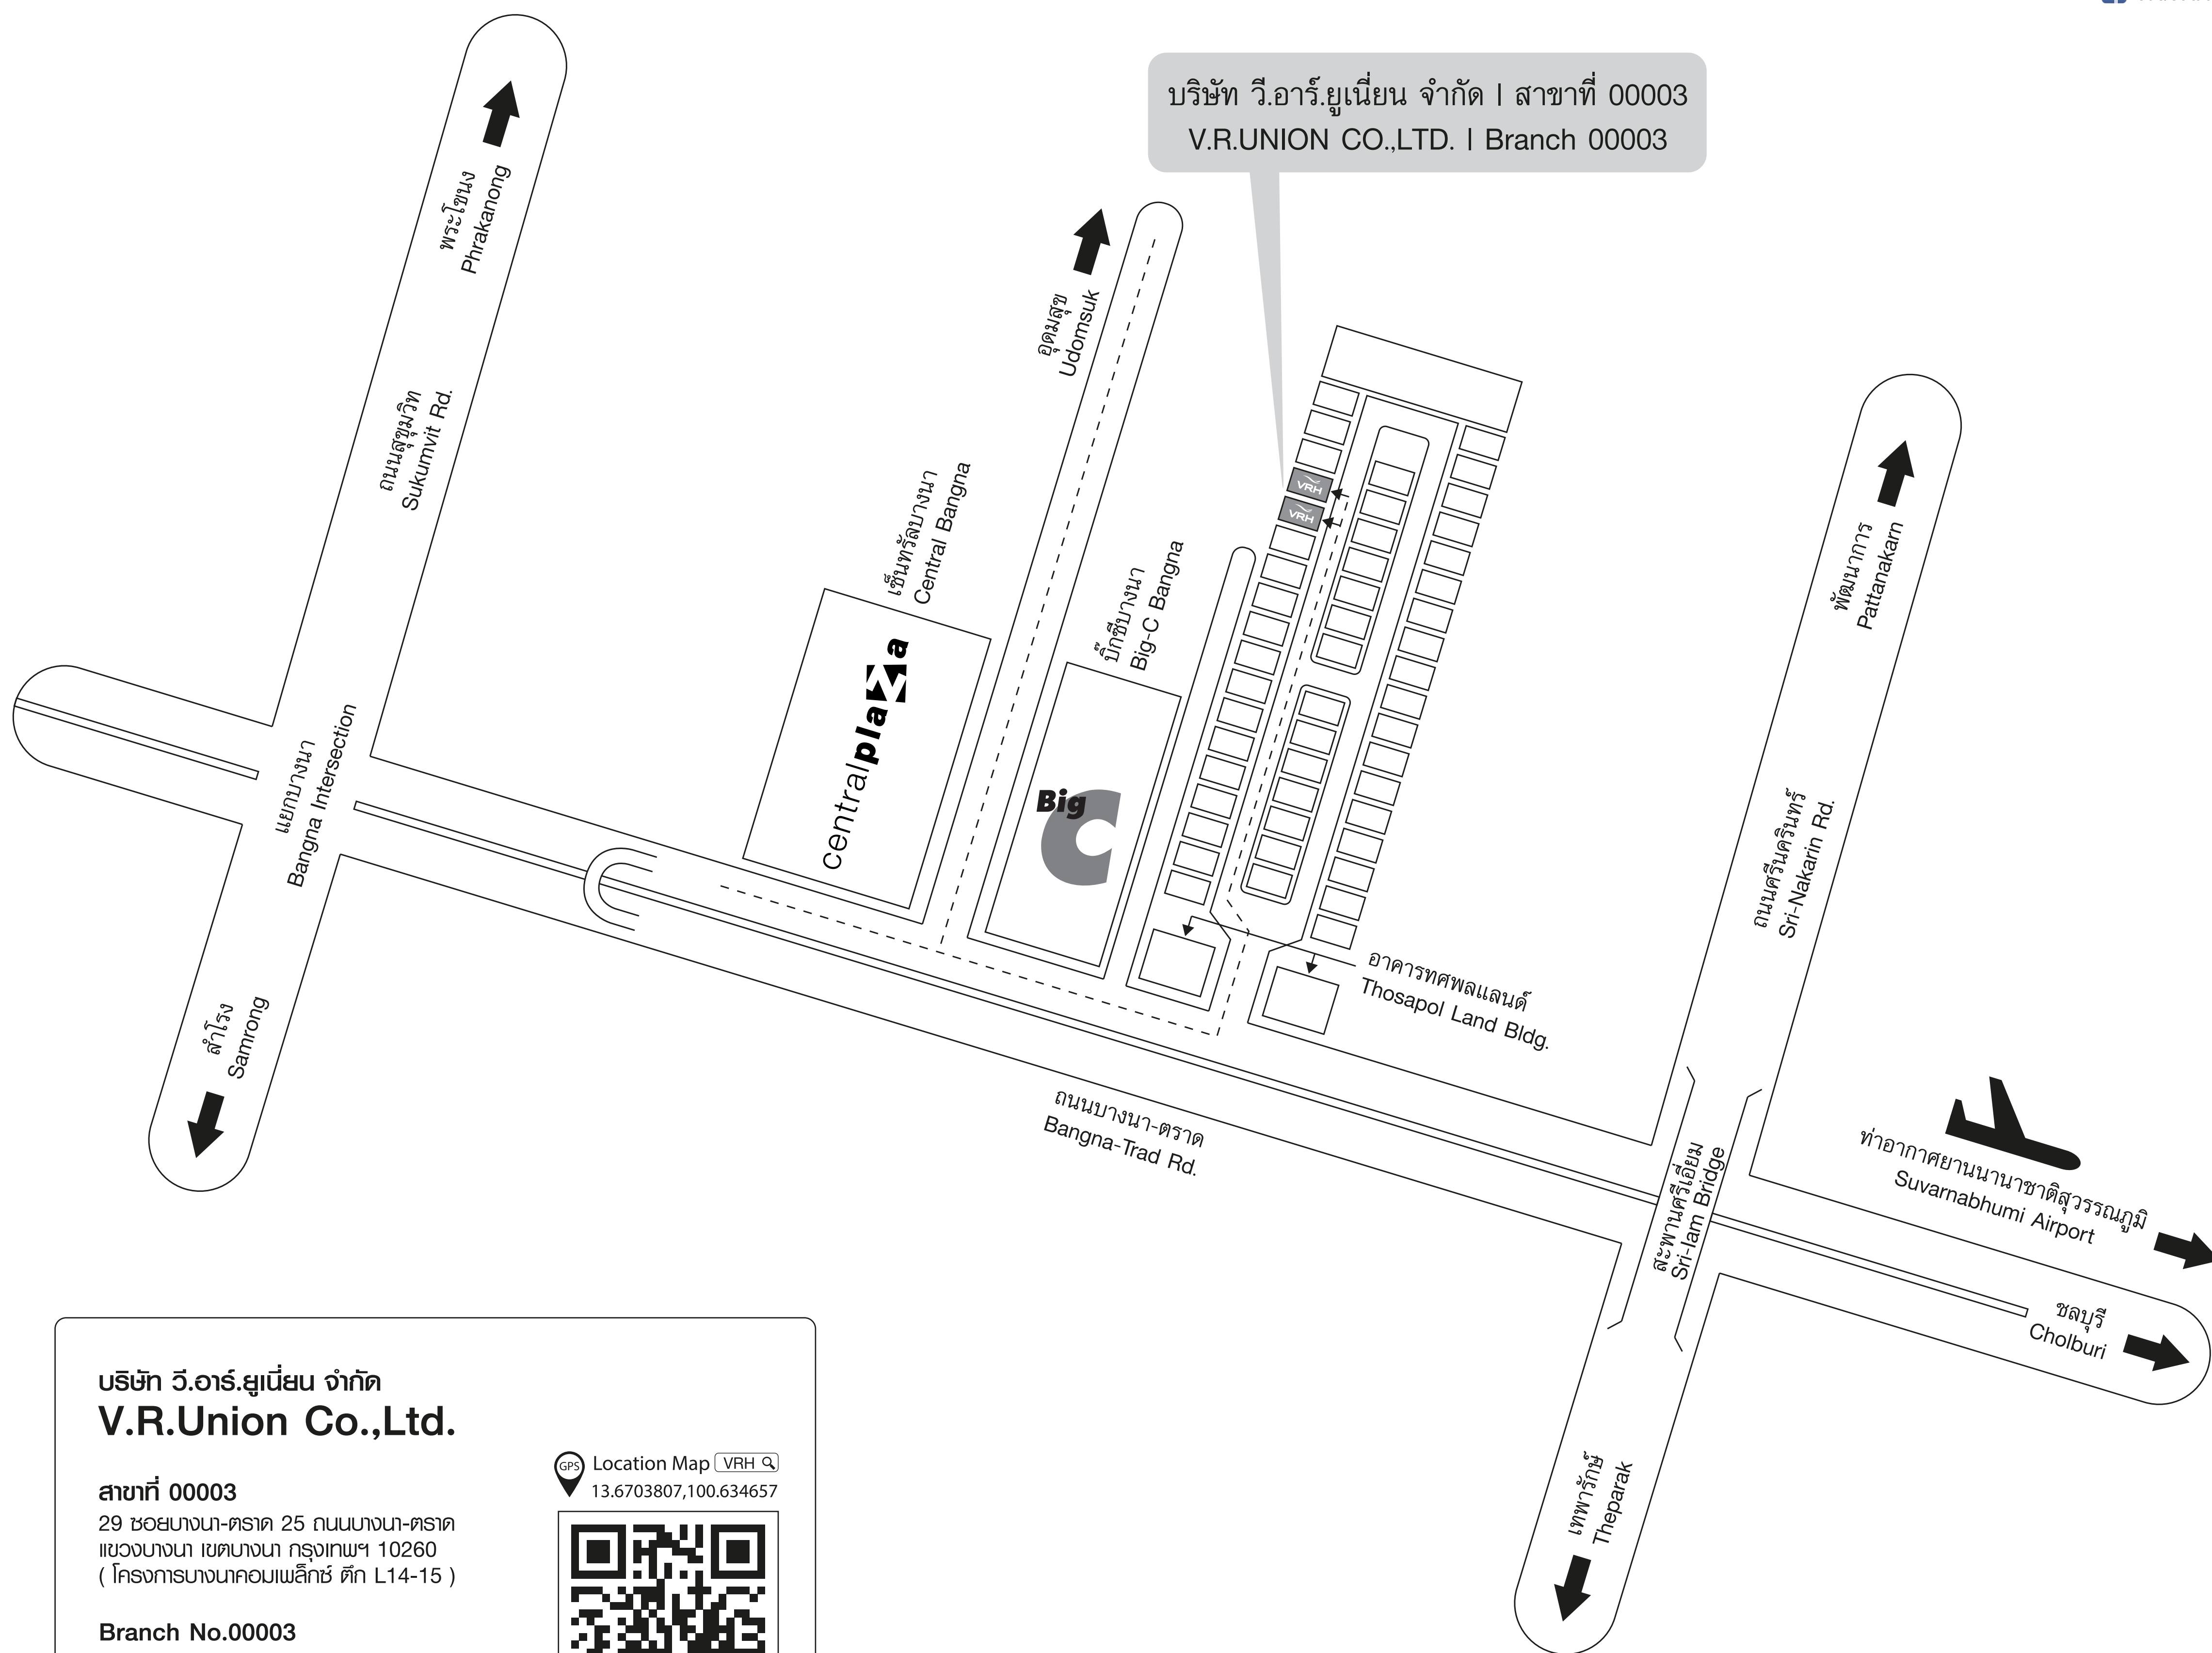 บริษัท วี.อาร์.ยูเนี่ยน จำกัด | สาขาที่ 00003
V.R.UNION CO.,LTD. | Branch 00003
พระโขนง
Phrakanong
ถนนสุขุมวิท
Sukumvit Rd.
อุดมสุข
Udomsuk
เซ็นทรัลบางนา
Central Bangna
centralplaza
บิ๊กซีบางนา
Big-C Bangna
Big C
VRH
VRH
พัฒนาการ
Pattanakarn
ถนนศรีนครินทร์
Sri-Nakarin Rd.
แยกบางนา
Bangna Intersection
สำโรง
Samrong
อาคารทศพลแลนด์
Thosapol Land Bldg.
ถนนบางนา-ตราด
Bangna-Trad Rd.
สะพานศรีเอี่ยม
Sri-Iam Bridge
ท่าอากาศยานนานาชาติสุวรรณภูมิ
Suvarnabhumi Airport
ชลบุรี
Cholburi
เทพารักษ์
Theparak
บริษัท วี.อาร์.ยูเนี่ยน จำกัด
V.R.Union Co.,Ltd.
สาขาที่ 00003
29 ซอยบางนา-ตราด 25 ถนนบางนา-ตราด
แขวงบางนา เขตบางนา กรุงเทพฯ 10260
( โครงการบางนาคอมเพล็กซ์ ตึก L14-15 )
Branch No.00003
GPS Location Map VRH
13.6703807,100.634657